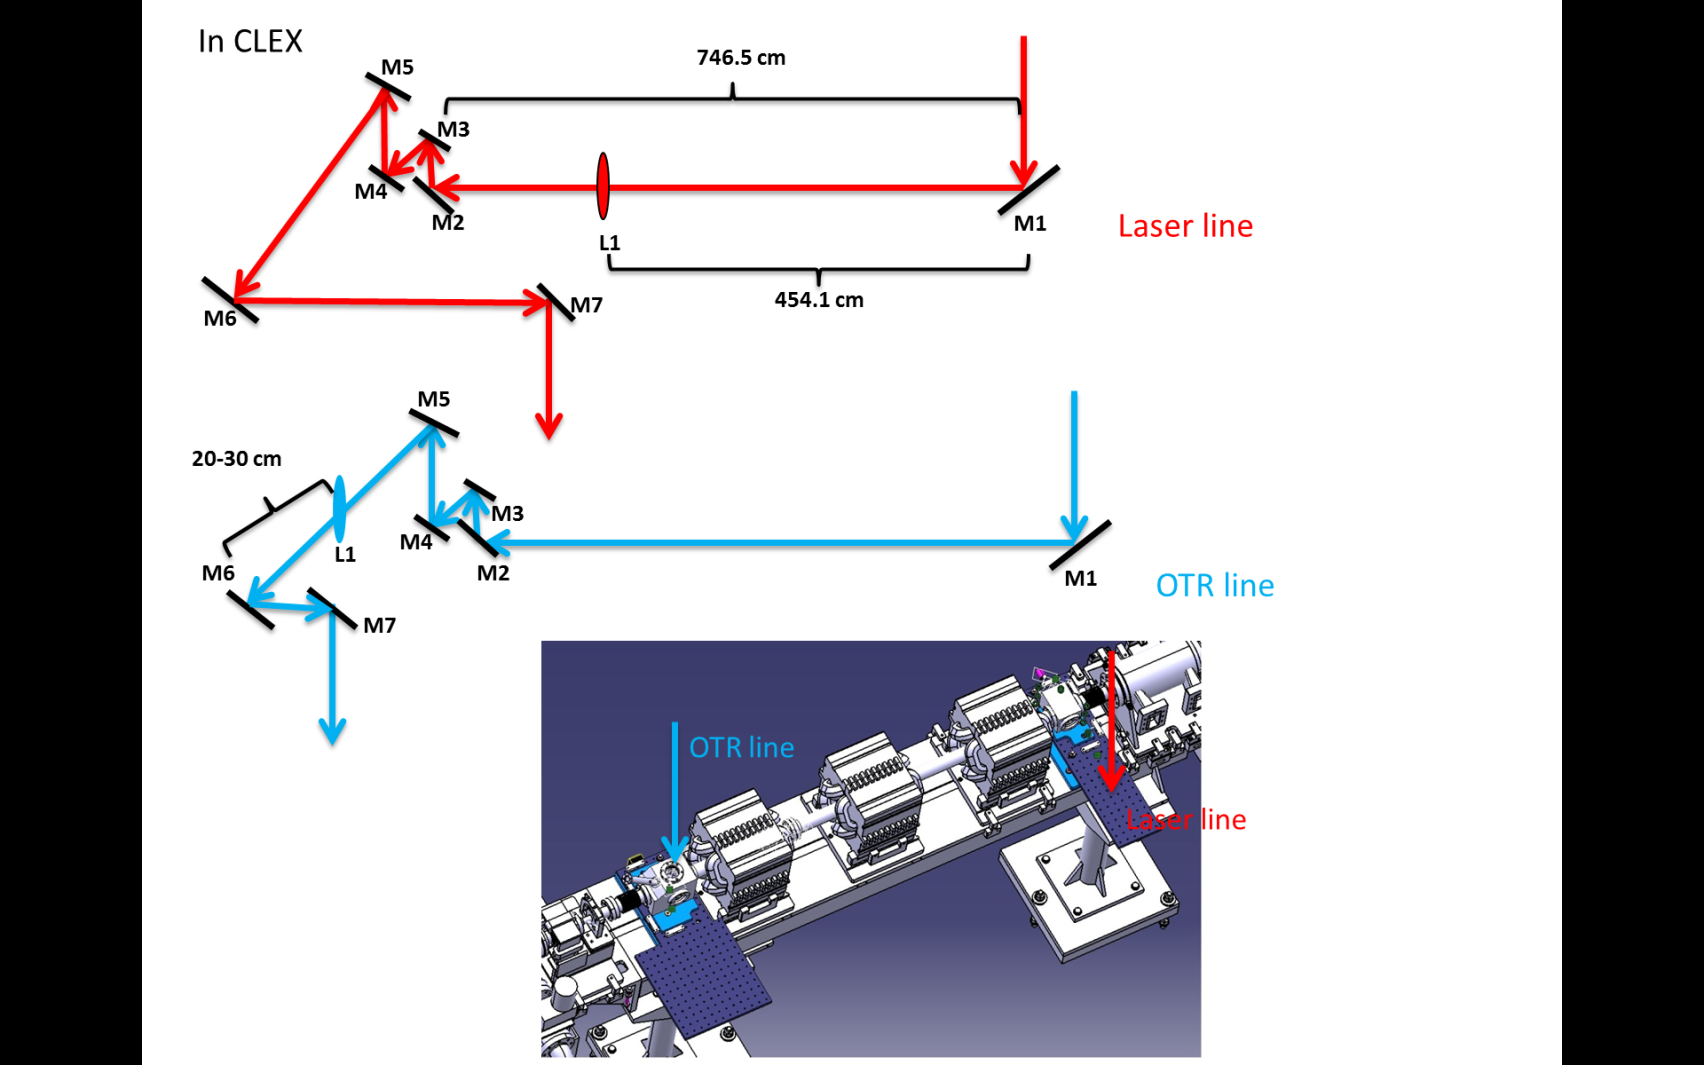 In CLEX
746.5 cm
M5
M3
M4
M2
L1
M1
Laser line
454.1 cm
M6
M7
M5
20-30 cm
M3
M4
L1
M6
M2
M1
OTR line
M7
OTR line
Laser line